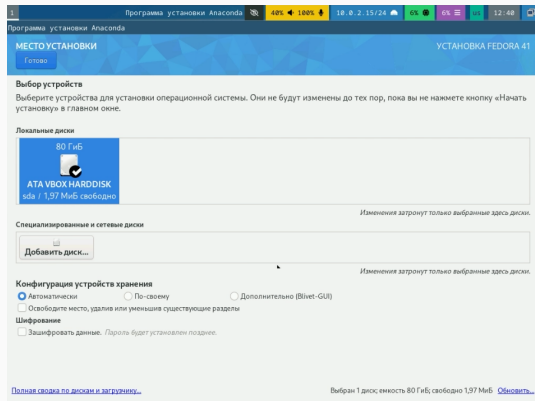 1 Программа установки Anaconda 40% 100% 10.0.2.15/24 6% 6% us 12:40
Программа установки Anaconda
МЕСТО УСТАНОВКИ УСТАНОВКА FEDORA 41
Готово
Выбор устройств
Выберите устройства для установки операционной системы. Они не будут изменены до тех пор, пока вы не нажмете кнопку «Начать
установку» в главном окне.
Локальные диски
80 ГиБ
ATA VBOX HARDDISK
sda / 1,97 МиБ свободно
Изменения затронут только выбранные здесь диски.
Специализированные и сетевые диски
Добавить диск...
Изменения затронут только выбранные здесь диски.
Конфигурация устройств хранения
Автоматически По-своему Дополнительно (Blivet-GUI)
Освободите место, удалив или уменьшив существующие разделы
Шифрование
Зашифровать данные. Пароль будет установлен позднее.
Полная сводка по дискам и загрузчику... Выбран 1 диск; емкость 80 ГиБ; свободно 1,97 МиБ Обновить...